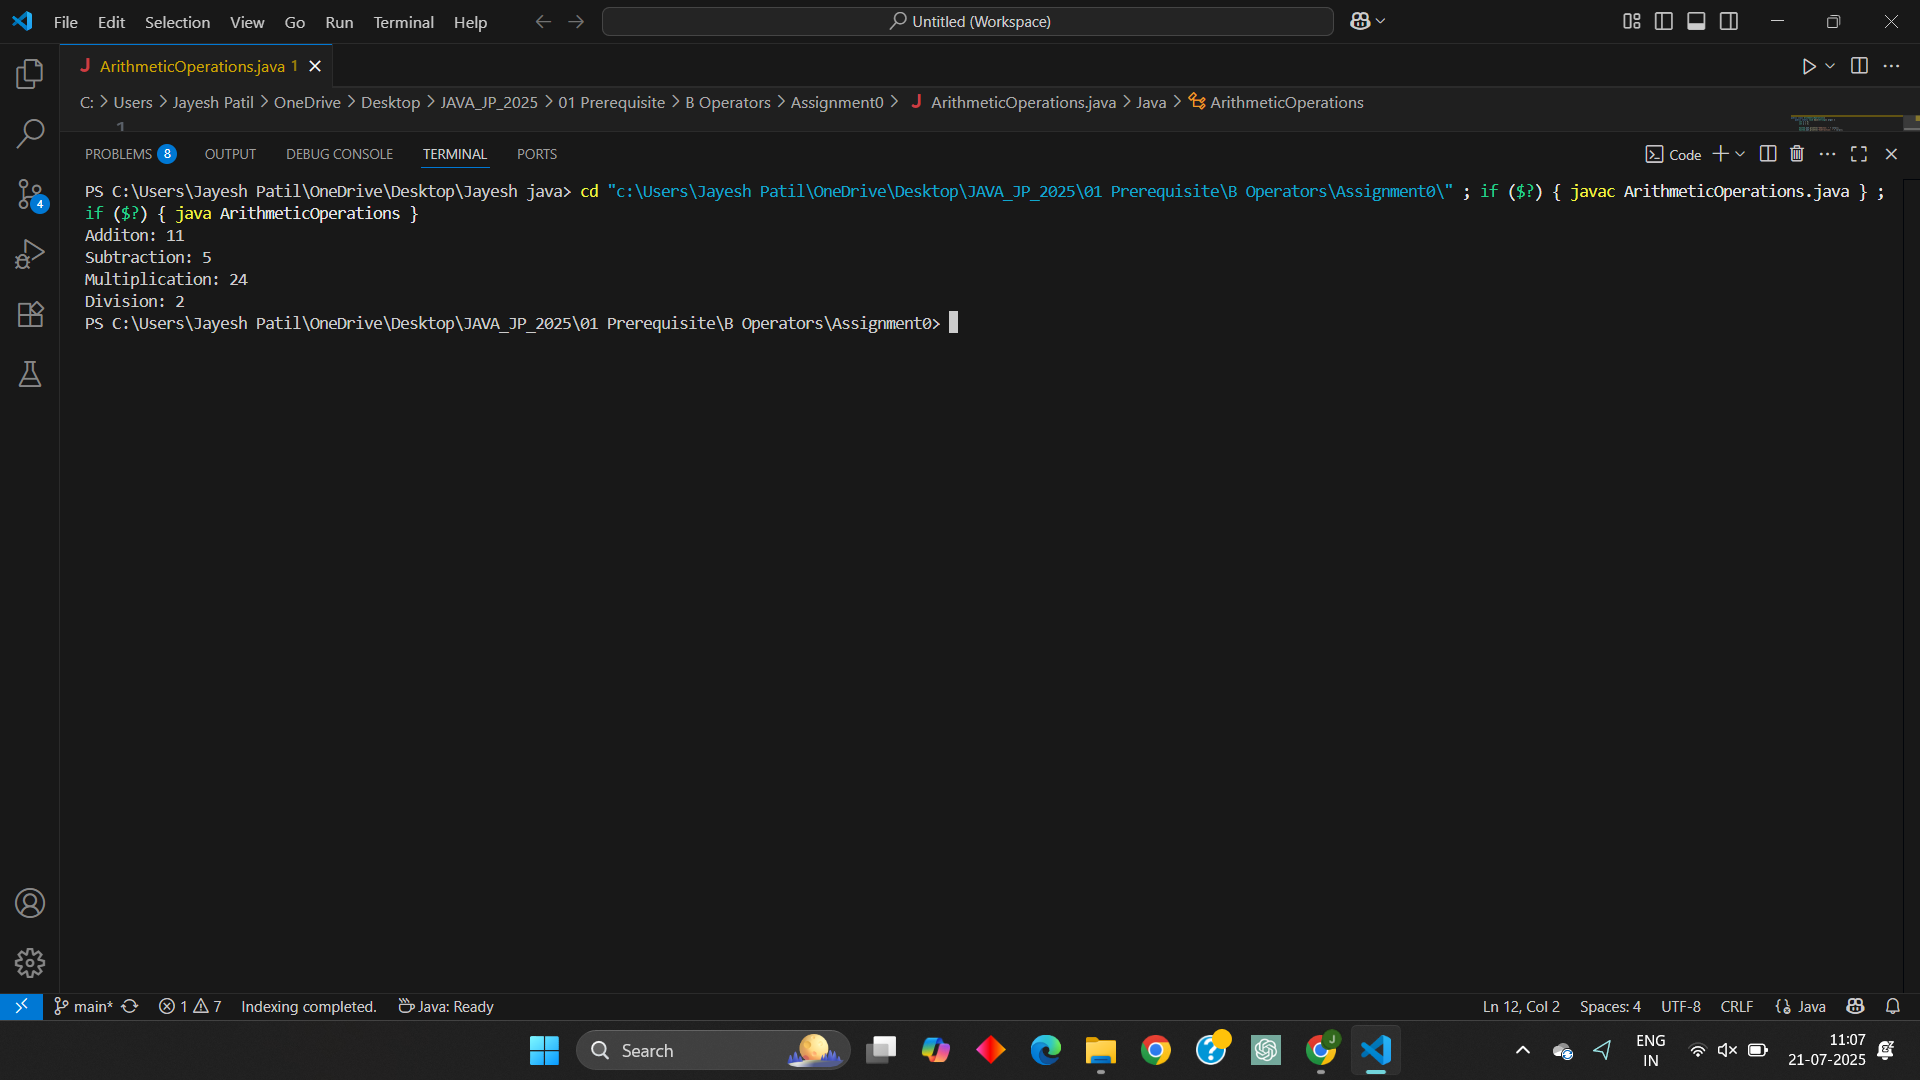 File Edit Selection View Go Run Terminal Help
Untitled (Workspace)
ArithmeticOperations.java 1
C: > Users > Jayesh Patil > OneDrive > Desktop > JAVA_JP_2025 > 01 Prerequisite > B Operators > Assignment0 > J ArithmeticOperations.java > Java > ArithmeticOperations
1
PROBLEMS 8 OUTPUT DEBUG CONSOLE TERMINAL PORTS
Code
PS C:\Users\Jayesh Patil\OneDrive\Desktop\Jayesh java> cd "c:\Users\Jayesh Patil\OneDrive\Desktop\JAVA_JP_2025\01 Prerequisite\B Operators\Assignment0\" ; if ($?) { javac ArithmeticOperations.java } ;
if ($?) { java ArithmeticOperations }
Additon: 11
Subtraction: 5
Multiplication: 24
Division: 2
PS C:\Users\Jayesh Patil\OneDrive\Desktop\JAVA_JP_2025\01 Prerequisite\B Operators\Assignment0>
4
main* 1 7 Indexing completed. Java: Ready
Ln 12, Col 2 Spaces: 4 UTF-8 CRLF Java
Search
J
ENG
IN
11:07
21-07-2025